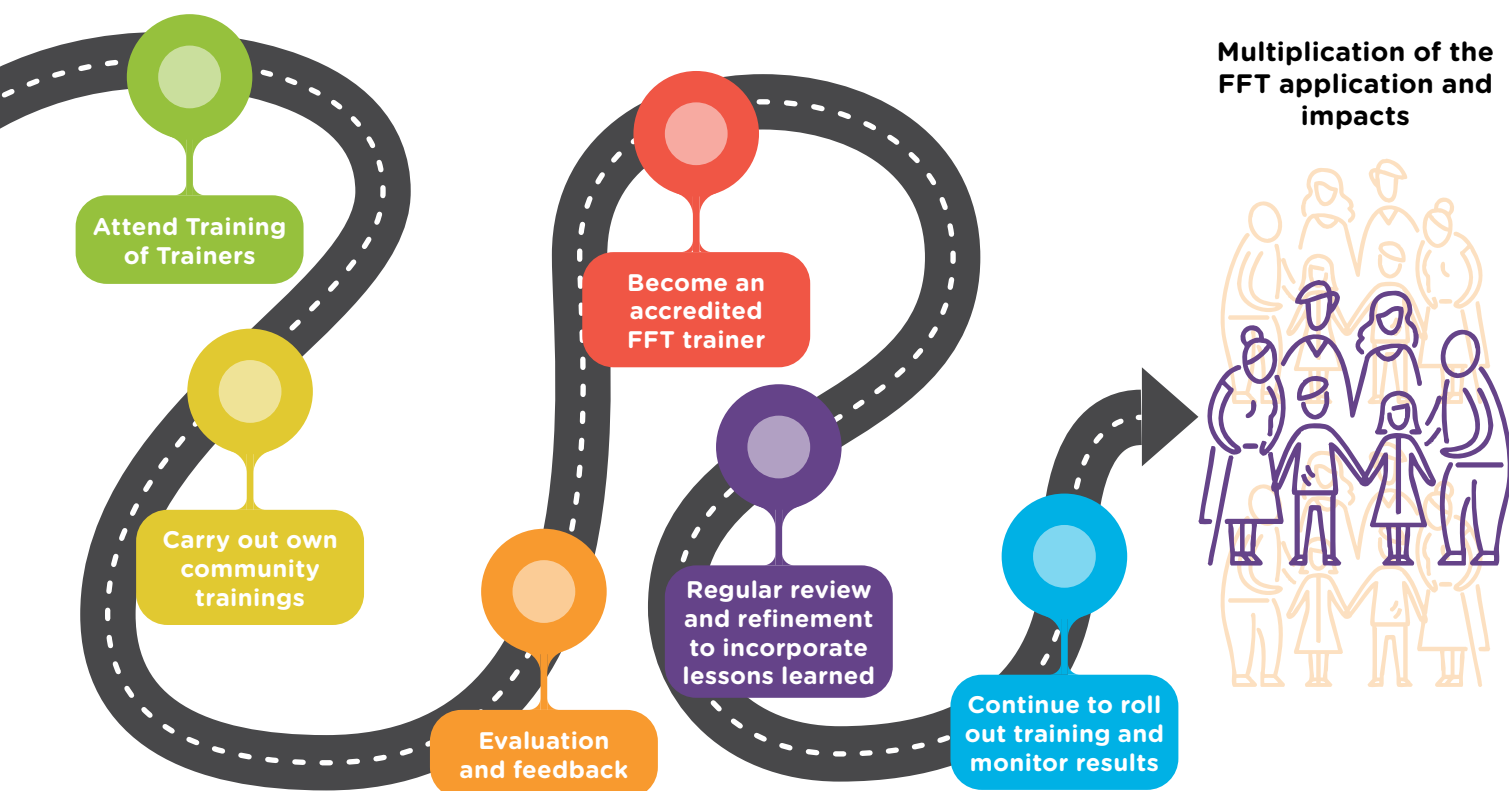 Attend Training
of Trainers
Carry out own
community
trainings
Evaluation
and feedback
Become an
accredited
FFT trainer
Regular review
and refinement
to incorporate
lessons learned
Continue to roll
out training and
monitor results
Multiplication of the
FFT application and
impacts